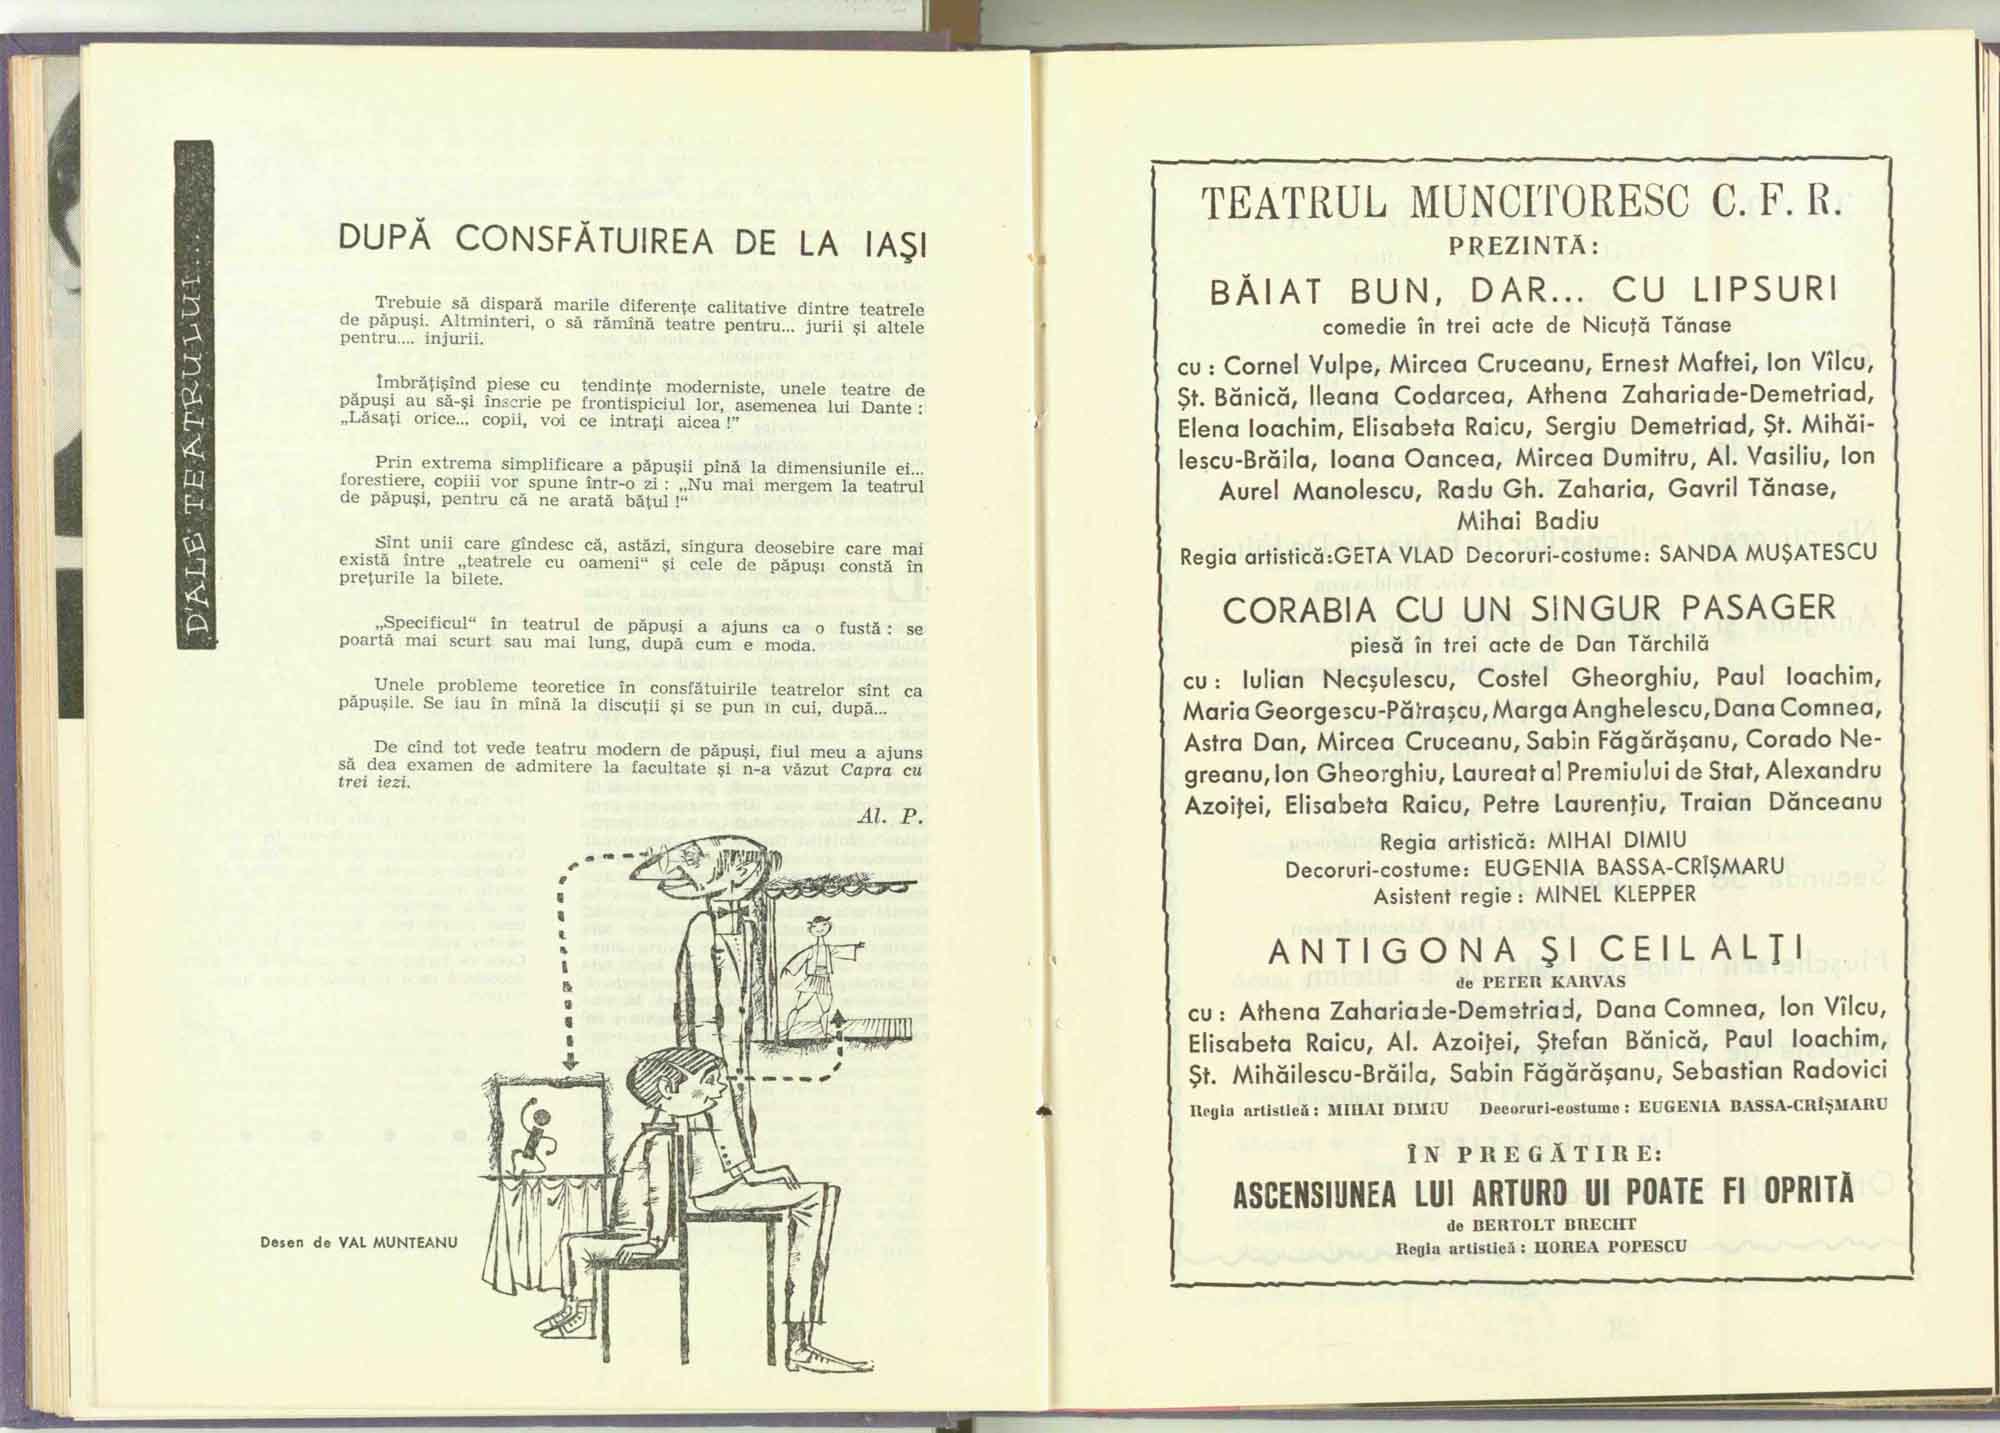 D'ALE TEATRULUI...
DUPĂ CONSFĂTUIREA DE LA IAŞI
Trebuie să dispară marile diferenţe calitative dintre teatrele
de păpuşi. Altminteri, o să rămînă teatre pentru... jurii şi altele
pentru.... injurii.
Îmbrăţişînd piese cu tendinţe moderniste, unele teatre de
păpuşi au să-şi înscrie pe frontispiciul lor, asemenea lui Dante :
„Lăsaţi orice... copii, voi ce intraţi aicea !”
Prin extrema simplificare a păpuşii pînă la dimensiunile ei...
forestiere, copiii vor spune într-o zi : „Nu mai mergem la teatrul
de păpuşi, pentru că ne arată băţul !“
Sînt unii care gîndesc că, astăzi, singura deosebire care mai
există între „teatrele cu oameni“ şi cele de păpuşi constă în
preţurile la bilete.
„Specificul“ în teatrul de păpuşi a ajuns ca o fustă : se
poartă mai scurt sau mai lung, după cum e moda.
Unele probleme teoretice în consfătuirile teatrelor sînt ca
păpuşile. Se iau în mînă la discuţii şi se pun în cui, după...
De cînd tot vede teatru modern de păpuşi, fiul meu a ajuns
să dea examen de admitere la facultate şi n-a văzut Capra cu
trei iezi.
Al. P.
Desen de VAL MUNTEANU
TEATRUL MUNCITORESC C. F. R.
PREZINTĂ:
BĂIAT BUN, DAR... CU LIPSURI
comedie în trei acte de Nicuţă Tănase
cu : Cornel Vulpe, Mircea Cruceanu, Ernest Maftei, Ion Vîlcu,
Şt. Bănică, Ileana Codarcea, Athena Zahariade-Demetriad,
Elena Ioachim, Elisabeta Raicu, Sergiu Demetriad, Şt. Mihăi-
lescu-Brăila, Ioana Oancea, Mircea Dumitru, Al. Vasiliu, Ion
Aurel Manolescu, Radu Gh. Zaharia, Gavril Tănase,
Mihai Badiu
Regia artistică:GETA VLAD Decoruri-costume: SANDA MUŞATESCU
CORABIA CU UN SINGUR PASAGER
piesă în trei acte de Dan Tărchilă
cu : Iulian Necşulescu, Costel Gheorghiu, Paul Ioachim,
Maria Georgescu-Pătraşcu, Marga Anghelescu, Dana Comnea,
Astra Dan, Mircea Cruceanu, Sabin Făgărăşanu, Corado Ne-
greanu, Ion Gheorghiu, Laureat al Premiului de Stat, Alexandru
Azoiţei, Elisabeta Raicu, Petre Laurenţiu, Traian Dănceanu
Regia artistică: MIHAI DIMIU
Decoruri-costume: EUGENIA BASSA-CRÎŞMARU
Asistent regie : MINEL KLEPPER
ANTIGONA ŞI CEILALŢI
de PETER KARVAS
cu : Athena Zahariade-Demetriad, Dana Comnea, Ion Vîlcu,
Elisabeta Raicu, Al. Azoiţei, Ştefan Bănică, Paul Ioachim,
Şt. Mihăilescu-Brăila, Sabin Făgărăşanu, Sebastian Radovici
Regia artistică : MIHAI DIMIU Decoruri-costume : EUGENIA BASSA-CRÎŞMARU
ÎN PREGĂTIRE:
ASCENSIUNEA LUI ARTURO UI POATE FI OPRITĂ
de BERTOLT BRECHT
Regia artistică : HOREA POPESCU